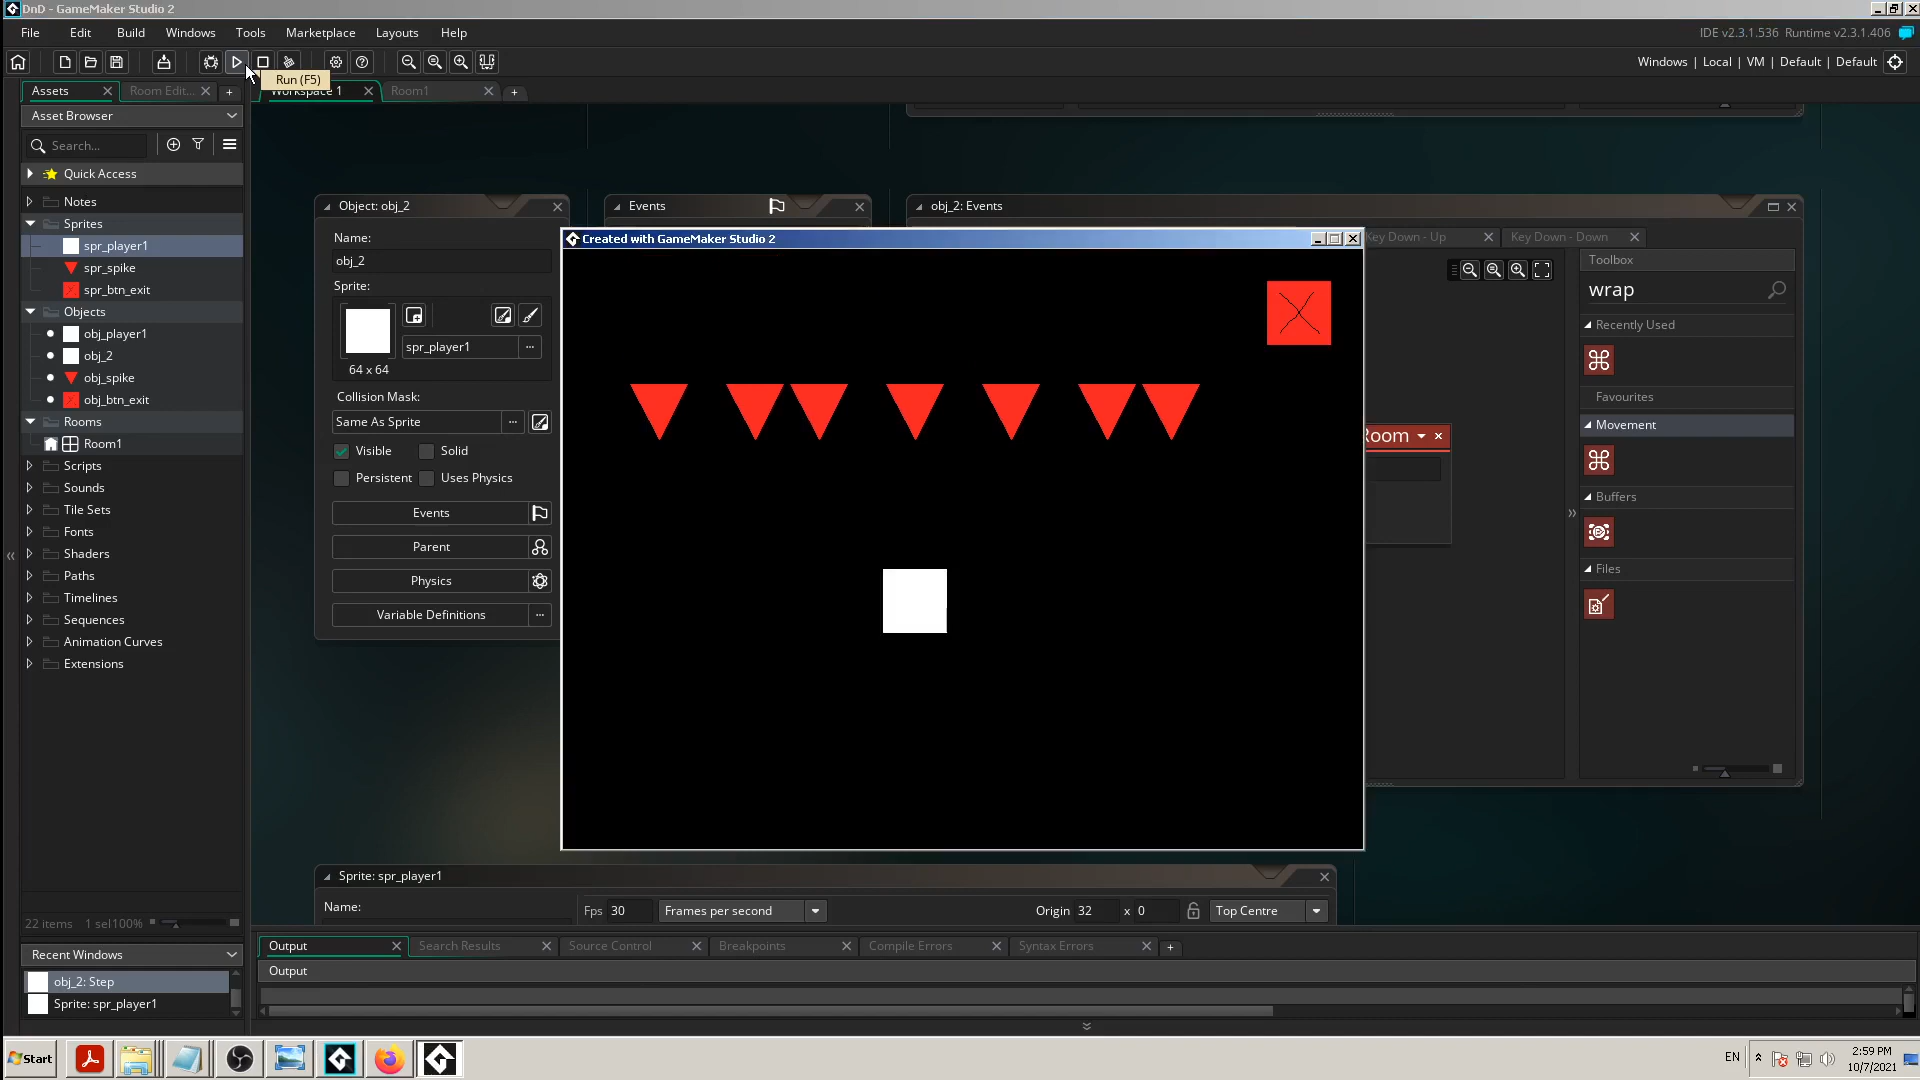 DnD - GameMaker Studio 2
File Edit Build Windows Tools Marketplace Layouts Help
IDE v2.3.1.536 Runtime v2.3.1.406
Windows | Local | VM | Default | Default
Run (F5)
Assets
Room Edit...
Workspace 1
Room1
Asset Browser
Search...
Quick Access
Notes
Sprites
spr_player1
spr_spike
spr_btn_exit
Objects
obj_player1
obj_2
obj_spike
obj_btn_exit
Rooms
Room1
Scripts
Sounds
Tile Sets
Fonts
Shaders
Paths
Timelines
Sequences
Animation Curves
Extensions
22 items 1 sel100%
Recent Windows
obj_2: Step
Sprite: spr_player1
Object: obj_2
Name:
obj_2
Sprite:
spr_player1
64 x 64
Collision Mask:
Same As Sprite
Visible Solid
Persistent Uses Physics
Events
Parent
Physics
Variable Definitions
Events
obj_2: Events
Key Down - Up
Key Down - Down
Created with GameMaker Studio 2
Room
Toolbox
wrap
Recently Used
Favourites
Movement
Buffers
Files
Sprite: spr_player1
Name:
Fps 30 Frames per second
Origin 32 x 0 Top Centre
Output Search Results Source Control Breakpoints Compile Errors Syntax Errors
Output
Start
EN
2:59 PM
10/7/2021